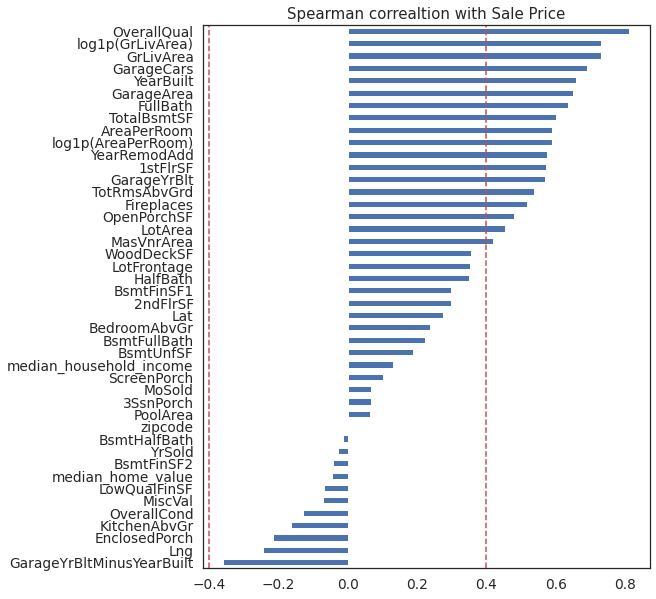 Spearman correaltion with Sale Price
OverallQual
log1p(GrLivArea)
GrLivArea
GarageCars
YearBuilt
GarageArea
FullBath
TotalBsmtSF
AreaPerRoom
log1p(AreaPerRoom)
YearRemodAdd
1stFlrSF
GarageYrBlt
TotRmsAbvGrd
Fireplaces
OpenPorchSF
LotArea
MasVnrArea
WoodDeckSF
LotFrontage
HalfBath
BsmtFinSF1
2ndFlrSF
Lat
BedroomAbvGr
BsmtFullBath
BsmtUnfSF
median_household_income
ScreenPorch
MoSold
3SsnPorch
PoolArea
zipcode
BsmtHalfBath
YrSold
BsmtFinSF2
median_home_value
LowQualFinSF
MiscVal
OverallCond
KitchenAbvGr
EnclosedPorch
Lng
GarageYrBltMinusYearBuilt
−0.4 −0.2 0.0 0.2 0.4 0.6 0.8